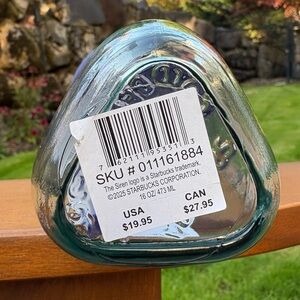 7 62111 95351 3
SKU # 011161884
The Siren logo is a Starbucks trademark.
©2025 STARBUCKS CORPORATION.
16 OZ/ 473 ML
USA CAN
$19.95 $27.95